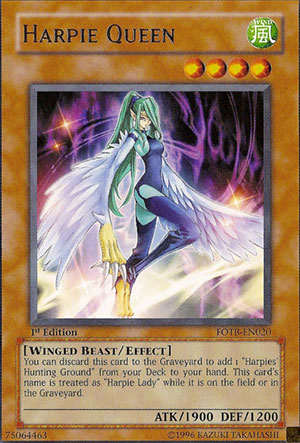 HARPIE QUEEN
WIND
風
1st Edition
FOTB-EN020
[WINGED BEAST/EFFECT]
You can discard this card to the Graveyard to add 1 "Harpies'
Hunting Ground" from your Deck to your hand. This card's
name is treated as "Harpie Lady" while it is on the field or in
the Graveyard.
ATK/1900 DEF/1200
75064463
©1996 KAZUKI TAKAHASHI